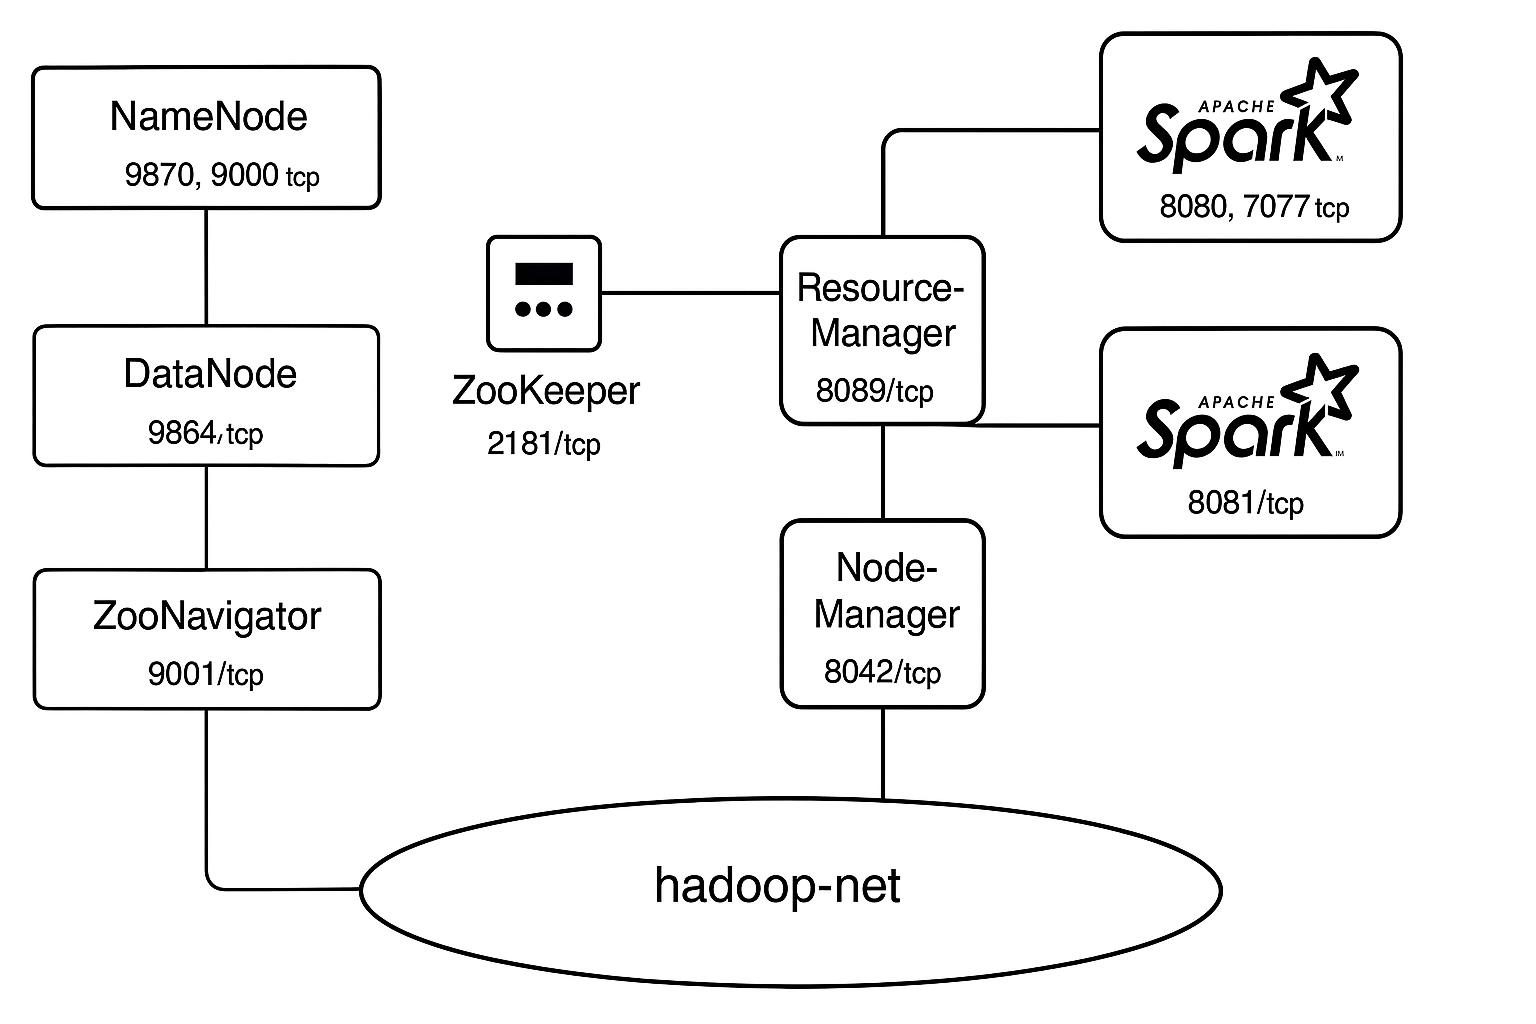 NameNode
9870, 9000 tcp
DataNode
9864/tcp
ZooNavigator
9001/tcp
ZooKeeper
2181/tcp
Resource-
Manager
8089/tcp
Node-
Manager
8042/tcp
APACHE
Spark
8080, 7077 tcp
APACHE
Spark
8081/tcp
hadoop-net